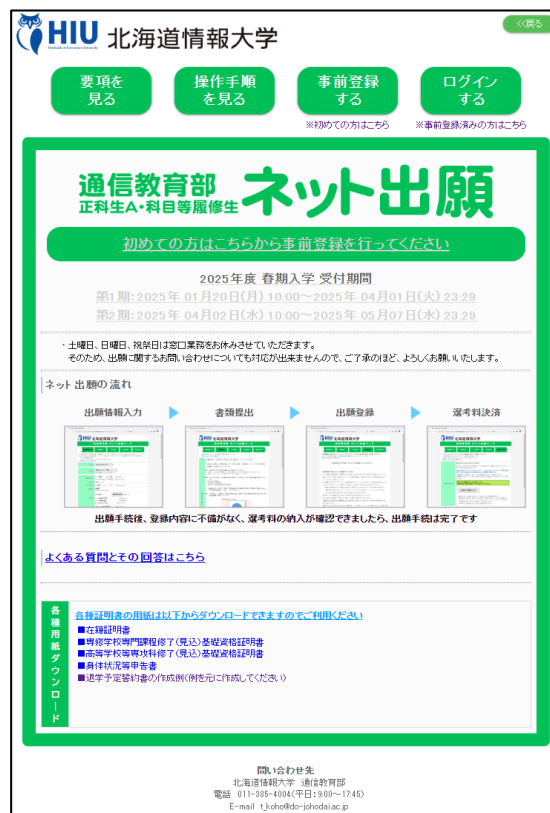 <<戻る
HIU 北海道情報大学
Hokkaido Information University
要項を
見る
操作手順
を見る
事前登録
する
ログイン
する
※初めての方はこちら
※事前登録済みの方はこちら
通信教育部
正科生A・科目等履修生
ネット出願
初めての方はこちらから事前登録を行ってください
2025年度 春期入学 受付期間
第1期:2025年 01月20日(月) 10:00～2025年 04月01日(火) 23:29
第2期:2025年 04月02日(水) 10:00～2025年 05月07日(水) 23:29
・土曜日、日曜日、祝祭日は窓口業務をお休みさせていただきます。
そのため、出願に関するお問い合わせについても対応が出来ませんので、ご了承のほど、よろしくお願いいたします。
ネット出願の流れ
出願情報入力
書類提出
出願登録
選考料決済
出願手続後、登録内容に不備がなく、選考料の納入が確認できましたら、出願手続は完了です
よくある質問とその回答はこちら
各種用紙ダウンロード
各種証明書の用紙は以下からダウンロードできますのでご利用ください
■在籍証明書
■専修学校専門課程修了(見込)基礎資格証明書
■高等学校等専攻科修了(見込)基礎資格証明書
■身体状況等申告書
■退学予定誓約書の作成例(例を元に作成してください)
問い合わせ先
北海道情報大学 通信教育部
電話 011-385-4004(平日:9:00～17:45)
E-mail t_koho@do-johodai.ac.jp